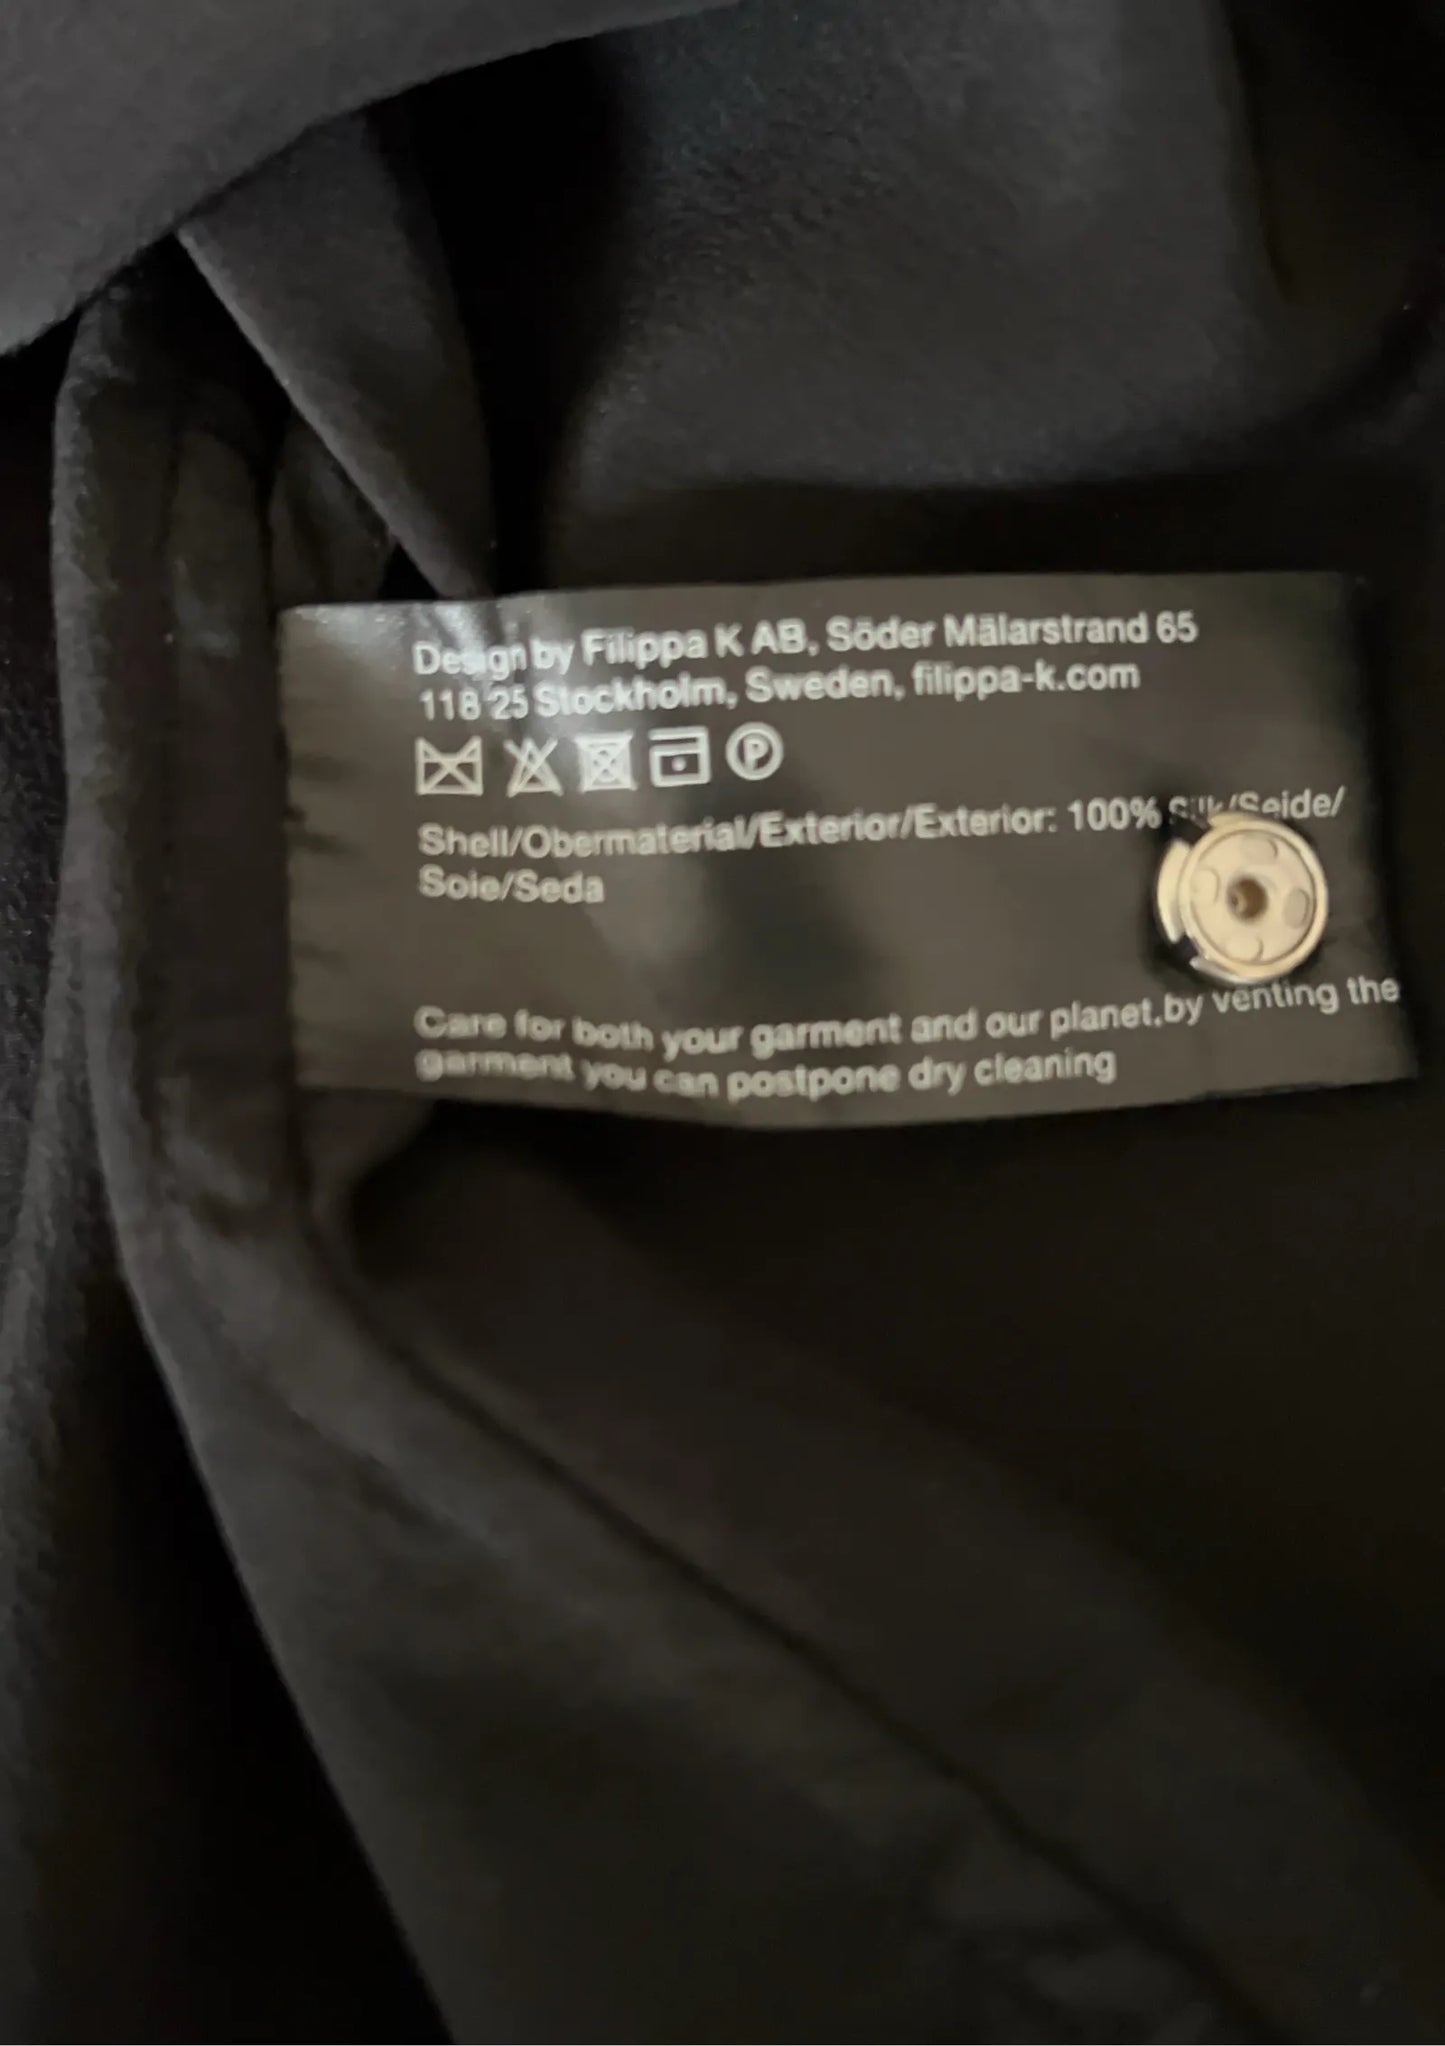 Design by Filippa K AB, Söder Mälarstrand 65
118 25 Stockholm, Sweden, filippa-k.com
P
Shell/Obermaterial/Exterior/Exterior: 100% Silk/Seide/
Soie/Seda
Care for both your garment and our planet,by venting the
garment you can postpone dry cleaning